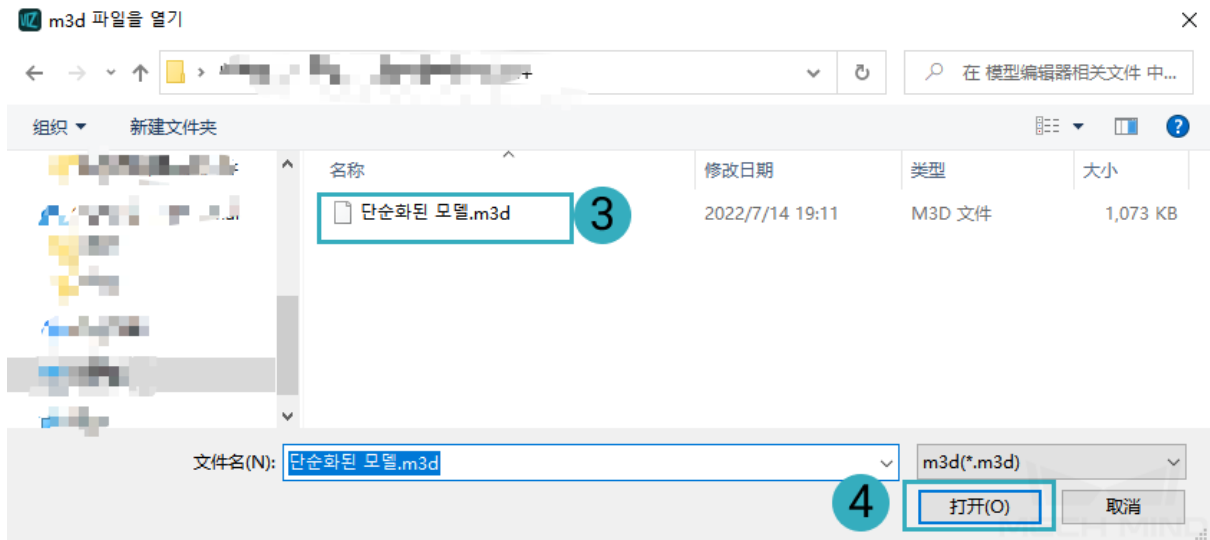 VIZ m3d 파일을 열기
在 模型编辑器相关文件 中...
组织 新建文件夹
名称 修改日期 类型 大小
단순화된 모델.m3d 3 2022/7/14 19:11 M3D 文件 1,073 KB
文件名(N): 단순화된 모델.m3d m3d(*.m3d)
4 打开(O) 取消
MECH MIND